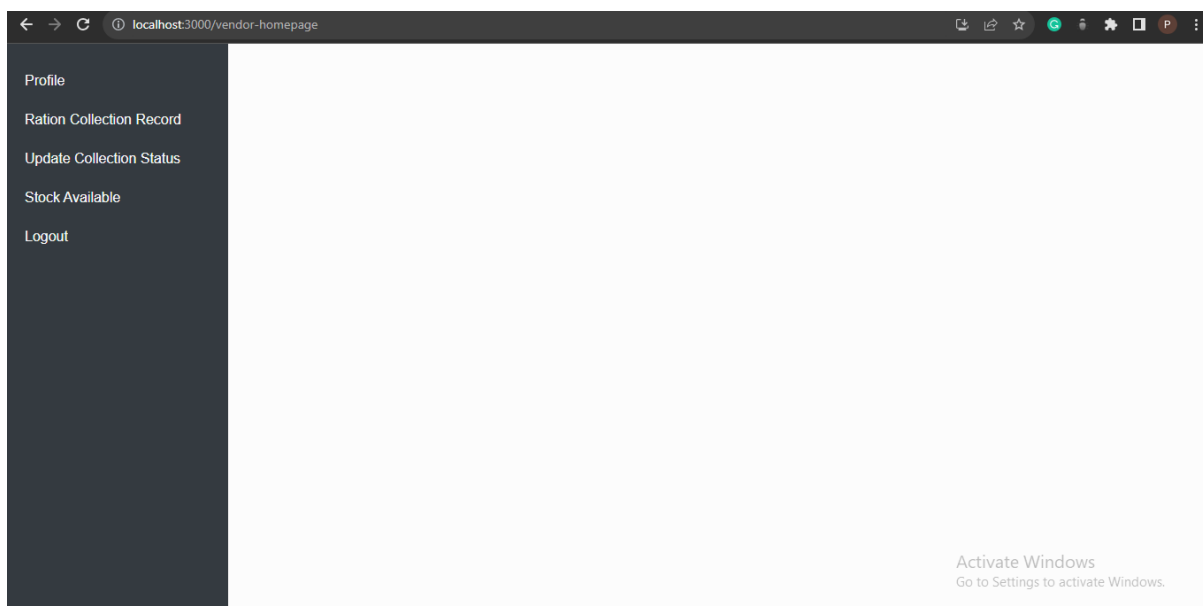 localhost:3000/vendor-homepage
G
P
Profile
Ration Collection Record
Update Collection Status
Stock Available
Logout
Activate Windows
Go to Settings to activate Windows.